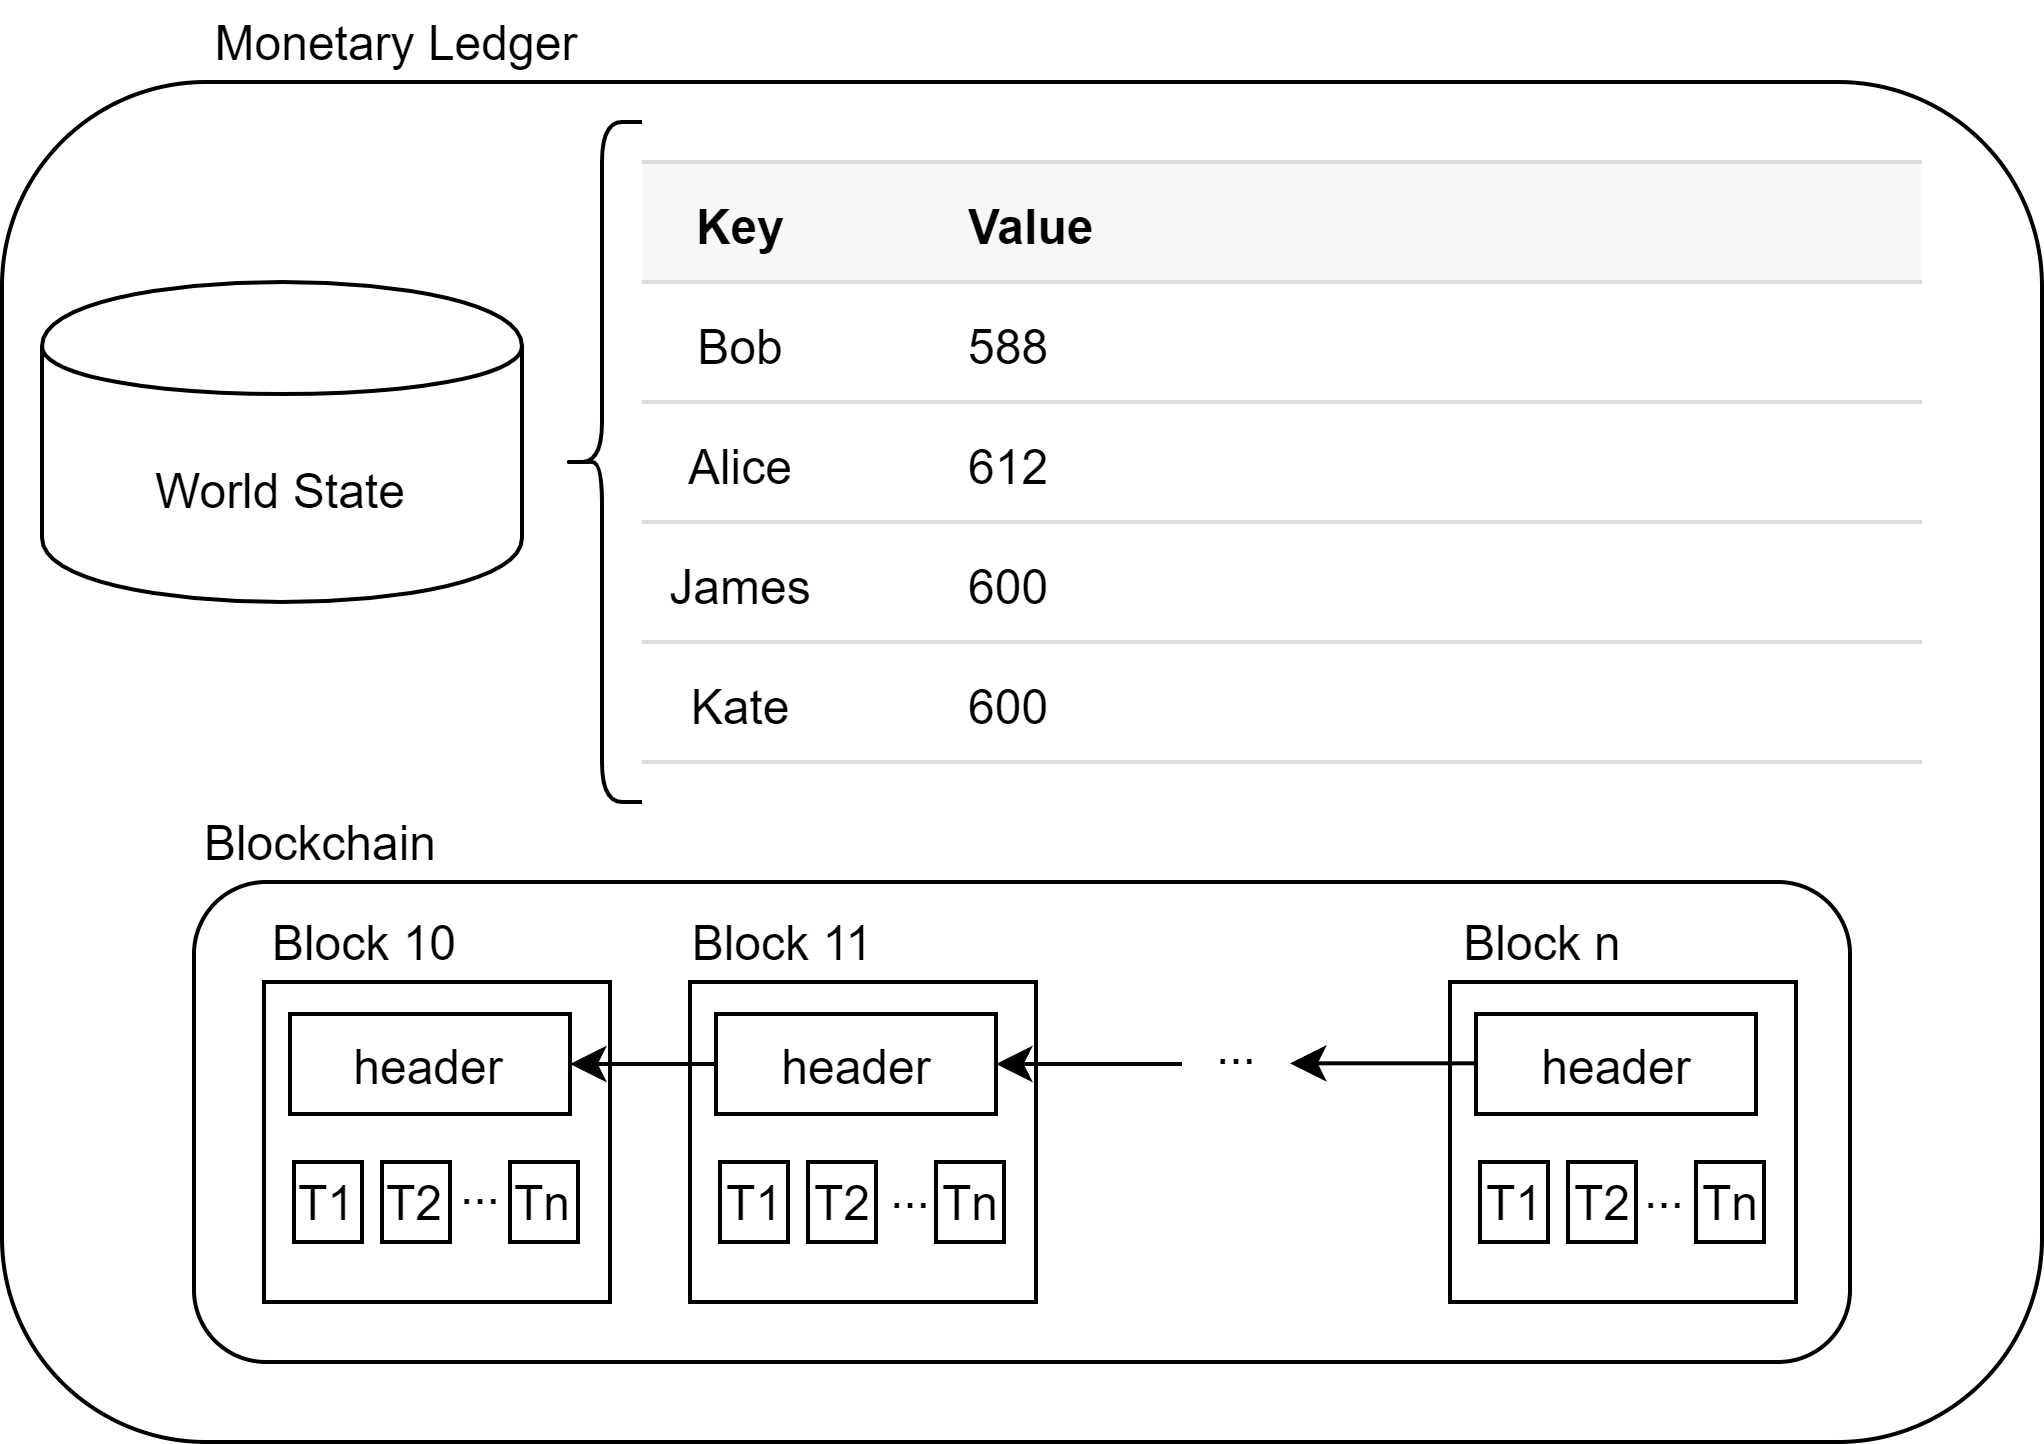 Monetary Ledger
Key Value
Bob 588
Alice 612
James 600
Kate 600
World State
Blockchain
Block 10 Block 11 Block n
header header ... header
T1 T2 ... Tn T1 T2 ... Tn T1 T2 ... Tn